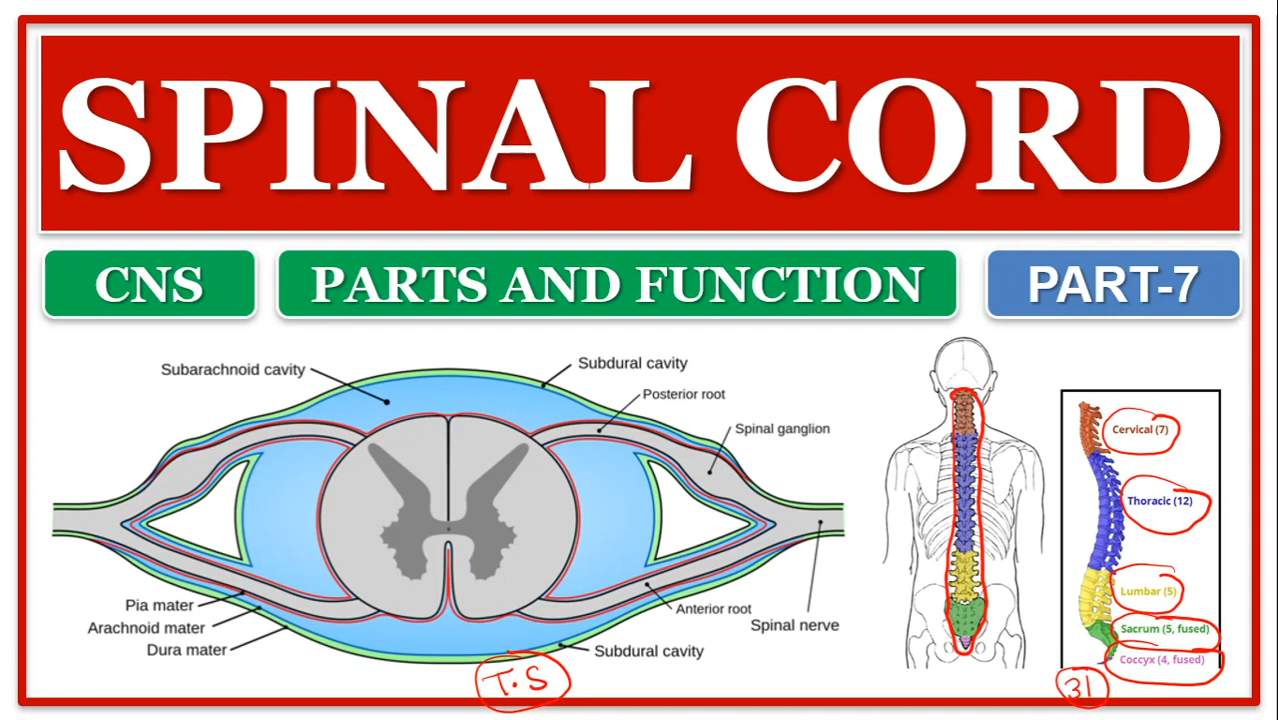 SPINAL CORD
CNS
PARTS AND FUNCTION
PART-7
Subarachnoid cavity
Subdural cavity
Posterior root
Spinal ganglion
Pia mater
Arachnoid mater
Dura mater
Anterior root
Spinal nerve
Subdural cavity
T.S
Cervical (7)
Thoracic (12)
Lumbar (5)
Sacrum (5, fused)
Coccyx (4, fused)
31